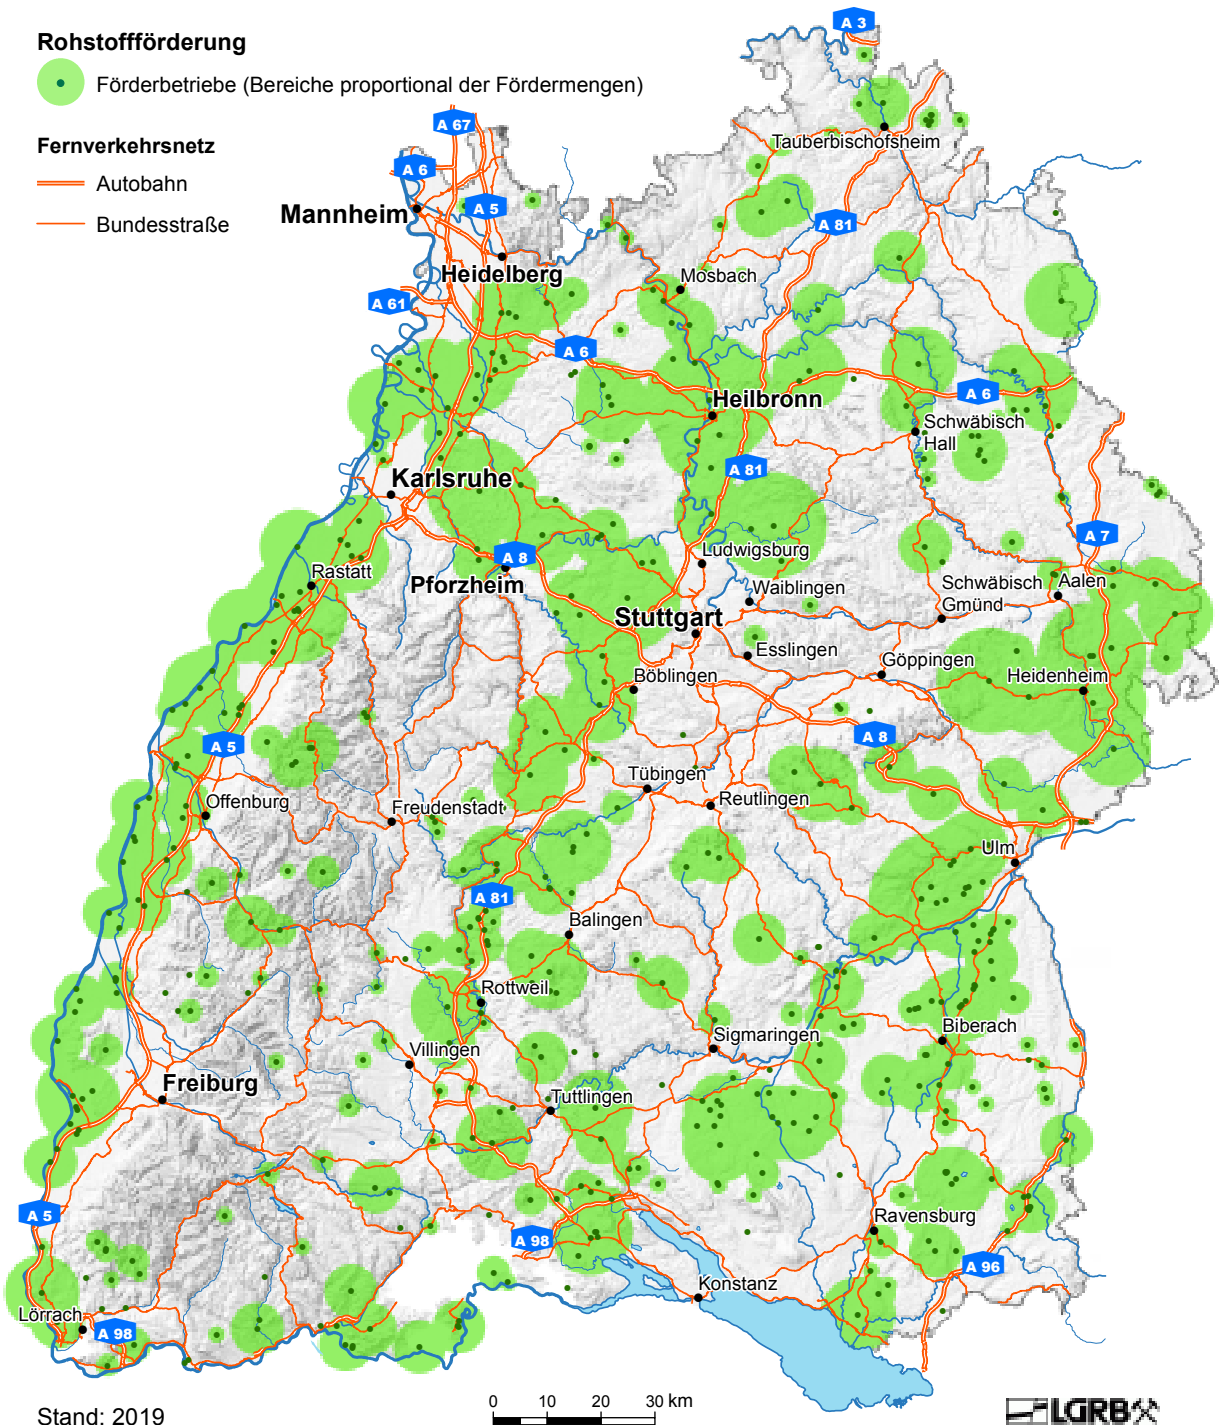 Rohstoffförderung
Förderbetriebe (Bereiche proportional der Fördermengen)
Fernverkehrsnetz
Autobahn
Bundesstraße
A 3
A 67
A 6
A 5
A 81
A 61
A 6
A 6
A 81
A 7
A 8
A 8
A 5
A 81
A 5
A 98
A 96
A 98
Tauberbischofsheim
Mannheim
Heidelberg
Mosbach
Heilbronn
Schwäbisch
Hall
Karlsruhe
Ludwigsburg
Rastatt
Pforzheim
Waiblingen
Schwäbisch
Gmünd
Aalen
Stuttgart
Esslingen
Göppingen
Böblingen
Heidenheim
Tübingen
Reutlingen
Offenburg
Freudenstadt
Ulm
Balingen
Rottweil
Sigmaringen
Biberach
Villingen
Freiburg
Tuttlingen
Ravensburg
Konstanz
Lörrach
Stand: 2019
0 10 20 30 km
LGRB